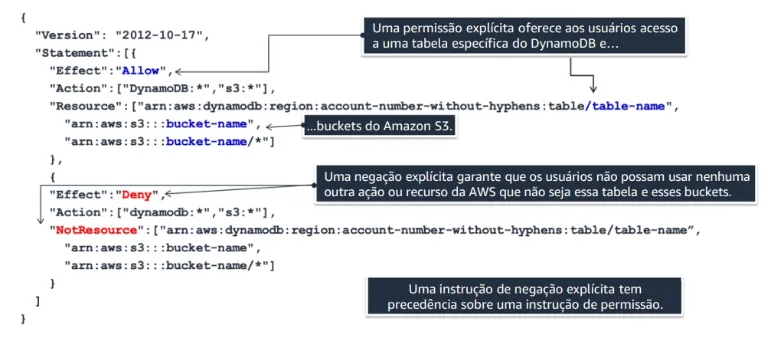 {
"Version": "2012-10-17",
"Statement":[{
"Effect":"Allow",
"Action":["DynamoDB:*","s3:*"],
"Resource":["arn:aws:dynamodb:region:account-number-without-hyphens:table/table-name",
"arn:aws:s3:::bucket-name",
"arn:aws:s3:::bucket-name/*"]
},
{
"Effect":"Deny",
"Action":["dynamodb:*","s3:*"],
"NotResource":["arn:aws:dynamodb:region:account-number-without-hyphens:table/table-name”,
"arn:aws:s3:::bucket-name",
"arn:aws:s3:::bucket-name/*"]
}
]
}
Uma permissão explícita oferece aos usuários acesso
a uma tabela específica do DynamoDB e…
...buckets do Amazon S3.
Uma negação explícita garante que os usuários não possam usar nenhuma
outra ação ou recurso da AWS que não seja essa tabela e esses buckets.
Uma instrução de negação explícita tem
precedência sobre uma instrução de permissão.